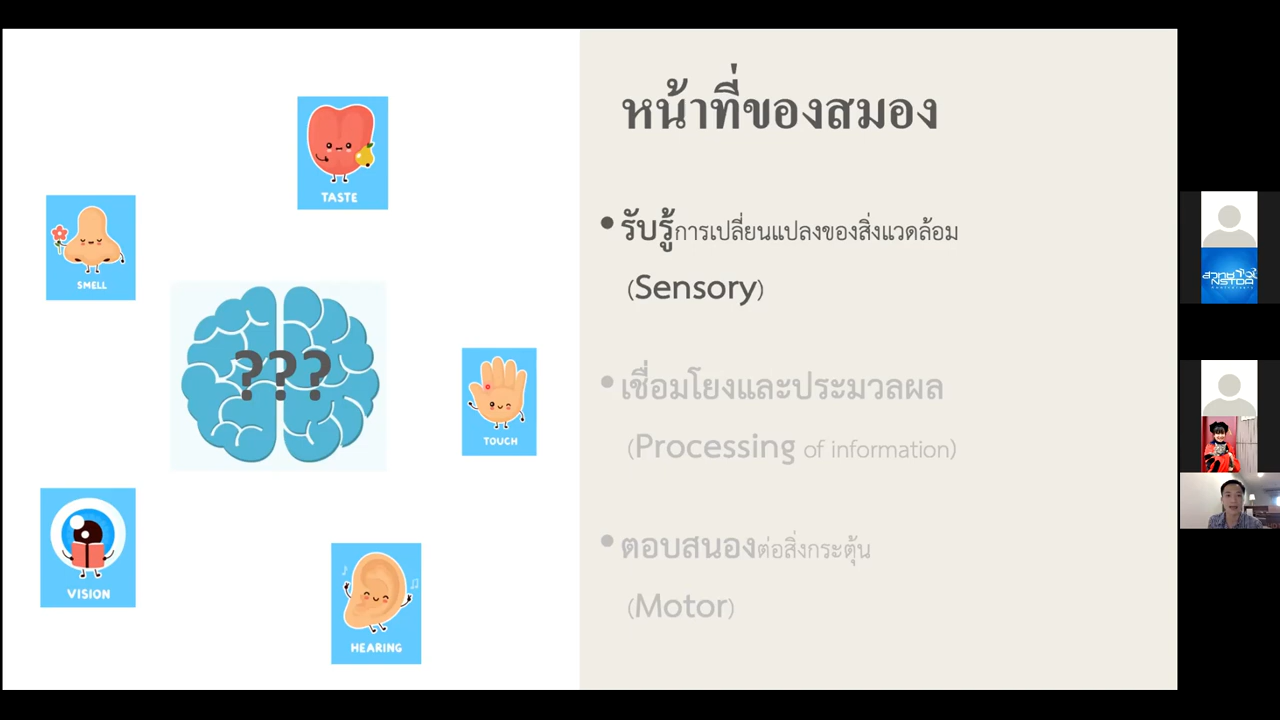 หน้าที่ของสมอง
• รับรู้การเปลี่ยนแปลงของสิ่งแวดล้อม
(Sensory)
• เชื่อมโยงและประมวลผล
(Processing of information)
• ตอบสนองต่อสิ่งกระตุ้น
(Motor)
TASTE
SMELL
???
TOUCH
VISION
HEARING
สวทช
NSTDA